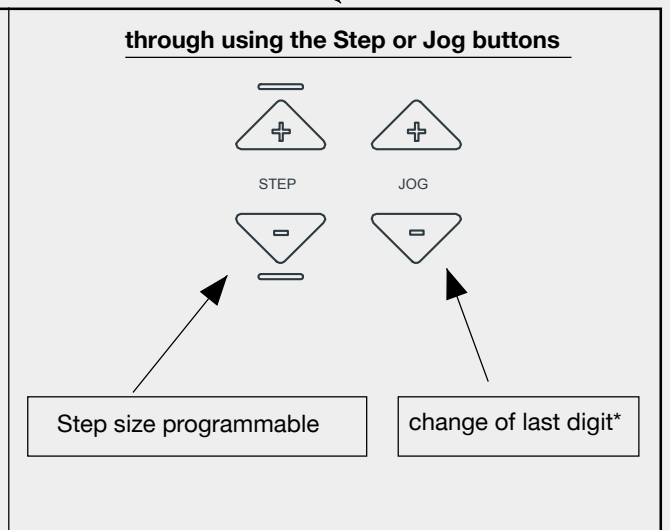 through using the Step or Jog buttons
+ +
STEP JOG
- -
Step size programmable change of last digit*